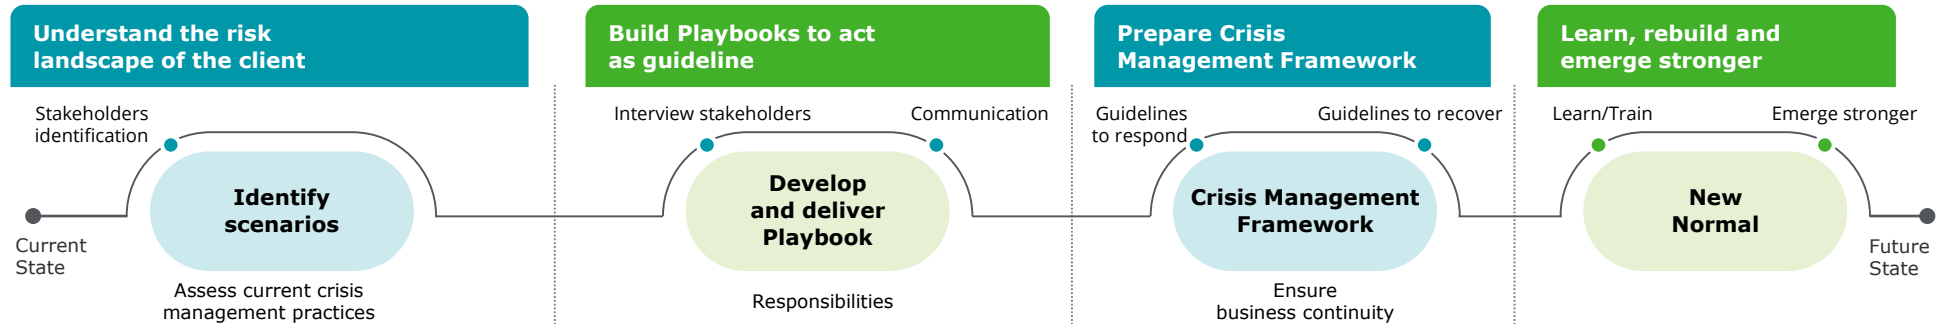 Understand the risk
landscape of the client
Build Playbooks to act
as guideline
Prepare Crisis
Management Framework
Learn, rebuild and
emerge stronger
Stakeholders
identification
Interview stakeholders
Communication
Guidelines
to respond
Guidelines to recover
Learn/Train
Emerge stronger
Current
State
Identify
scenarios
Develop
and deliver
Playbook
Crisis Management
Framework
New
Normal
Future
State
Assess current crisis
management practices
Responsibilities
Ensure
business continuity